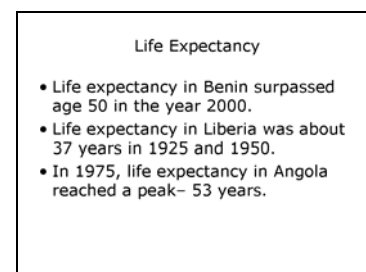 Life Expectancy
• Life expectancy in Benin surpassed
age 50 in the year 2000.
• Life expectancy in Liberia was about
37 years in 1925 and 1950.
• In 1975, life expectancy in Angola
reached a peak– 53 years.